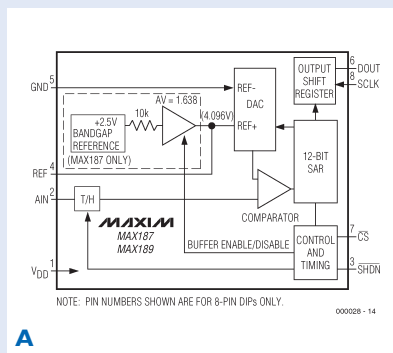 GND 5
REF 4
AIN 2
VDD 1
+2.5V
BANDGAP
REFERENCE
(MAX187 ONLY)
10k
AV = 1.638
(4.096V)
REF-
DAC
REF+
OUTPUT
SHIFT
REGISTER
6 DOUT
8 SCLK
12-BIT
SAR
T/H
MAXIM
MAX187
MAX189
COMPARATOR
BUFFER ENABLE/DISABLE
CONTROL
AND
TIMING
7 C̅S̅
3 S̅H̅D̅N̅
NOTE: PIN NUMBERS SHOWN ARE FOR 8-PIN DIPs ONLY.
000028 - 14
A